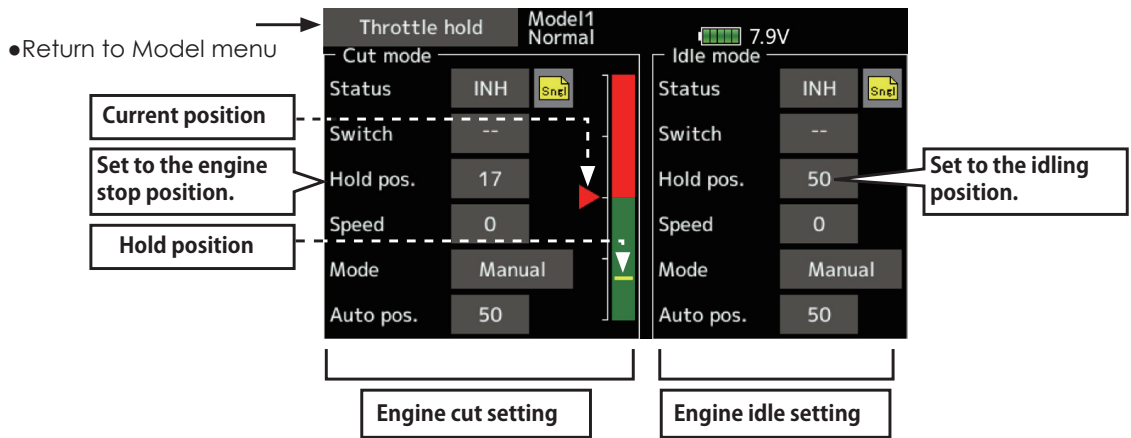 Throttle hold
Model1
Normal
7.9V
●Return to Model menu
Cut mode
Status INH Sngl
Switch --
Hold pos. 17
Speed 0
Mode Manual
Auto pos. 50
Idle mode
Status INH Sngl
Switch --
Hold pos. 50
Speed 0
Mode Manual
Auto pos. 50
Current position
Set to the engine
stop position.
Hold position
Set to the idling
position.
Engine cut setting
Engine idle setting